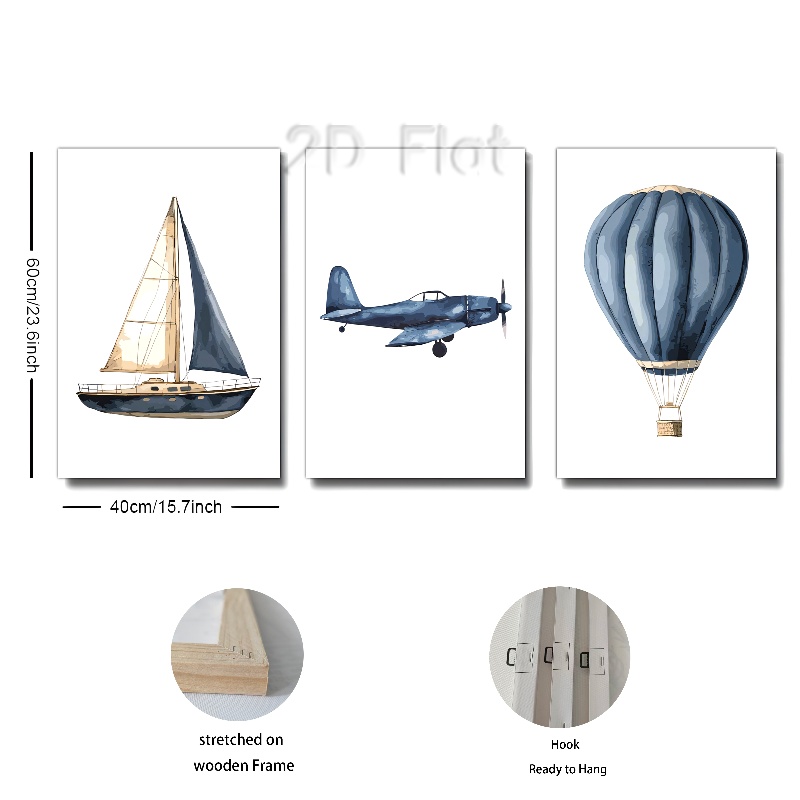 2D Flat
60cm/23.6inch
40cm/15.7inch
stretched on
wooden Frame
Hook
Ready to Hang